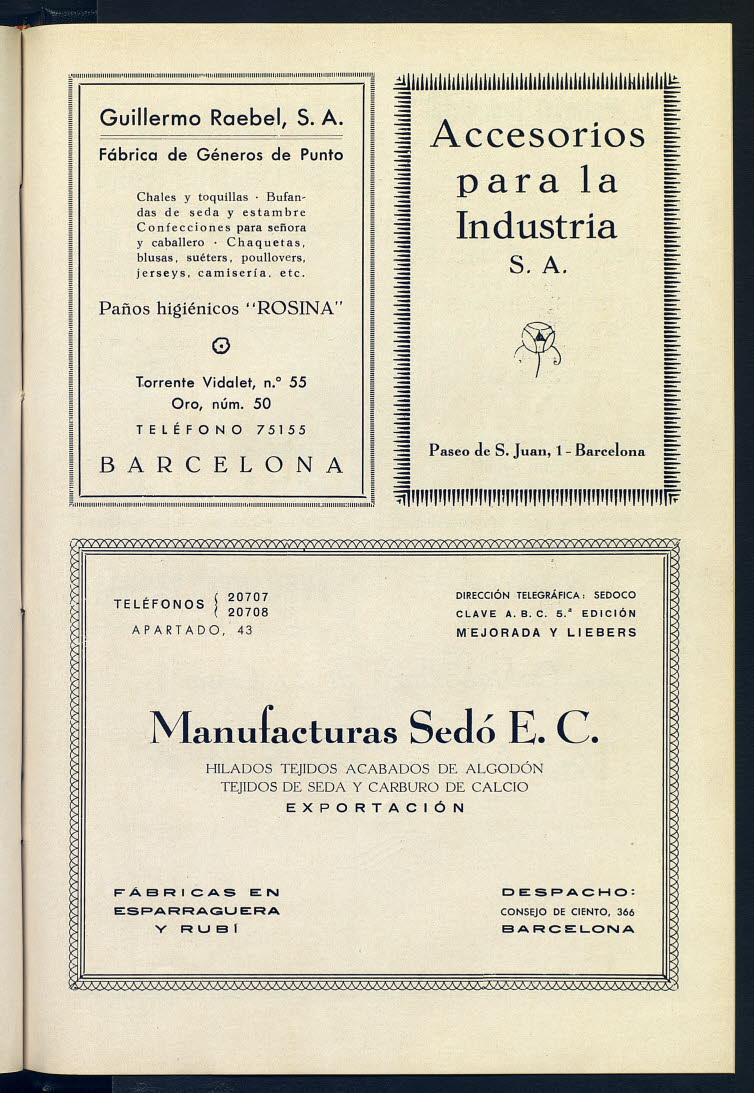 Guillermo Raebel, S. A.
Fábrica de Géneros de Punto
Chales y toquillas · Bufan-
das de seda y estambre
Confecciones para señora
y caballero · Chaquetas,
blusas, suéters, poullovers,
jerseys, camisería, etc.
Paños higiénicos "ROSINA"
Torrente Vidalet, n.º 55
Oro, núm. 50
TELÉFONO 75155
BARCELONA
Accesorios
para la
Industria
S. A.
Paseo de S. Juan, 1 - Barcelona
TELÉFONOS { 20707
20708
APARTADO, 43
DIRECCIÓN TELEGRÁFICA: SEDOCO
CLAVE A. B. C. 5.ª EDICIÓN
MEJORADA Y LIEBERS
Manufacturas Sedó E. C.
HILADOS TEJIDOS ACABADOS DE ALGODÓN
TEJIDOS DE SEDA Y CARBURO DE CALCIO
EXPORTACIÓN
FÁBRICAS EN
ESPARRAGUERA
Y RUBÍ
DESPACHO:
CONSEJO DE CIENTO, 366
BARCELONA